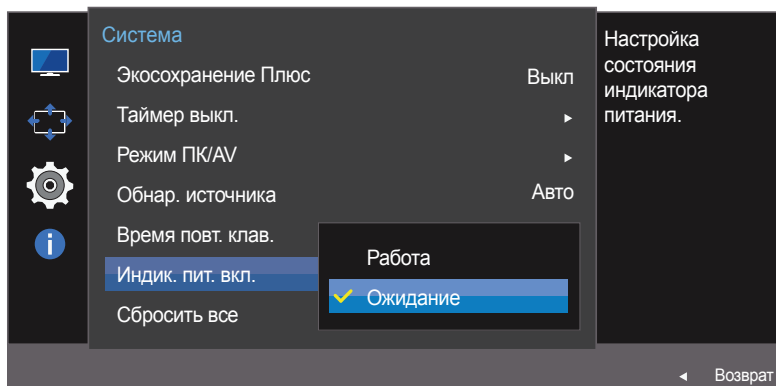 Система
Экосохранение Плюс Выкл
Таймер выкл.
Режим ПК/AV
Обнар. источника Авто
Время повт. клав.
Индик. пит. вкл.
Сбросить все
Работа
Ожидание
Настройка
состояния
индикатора
питания.
Возврат